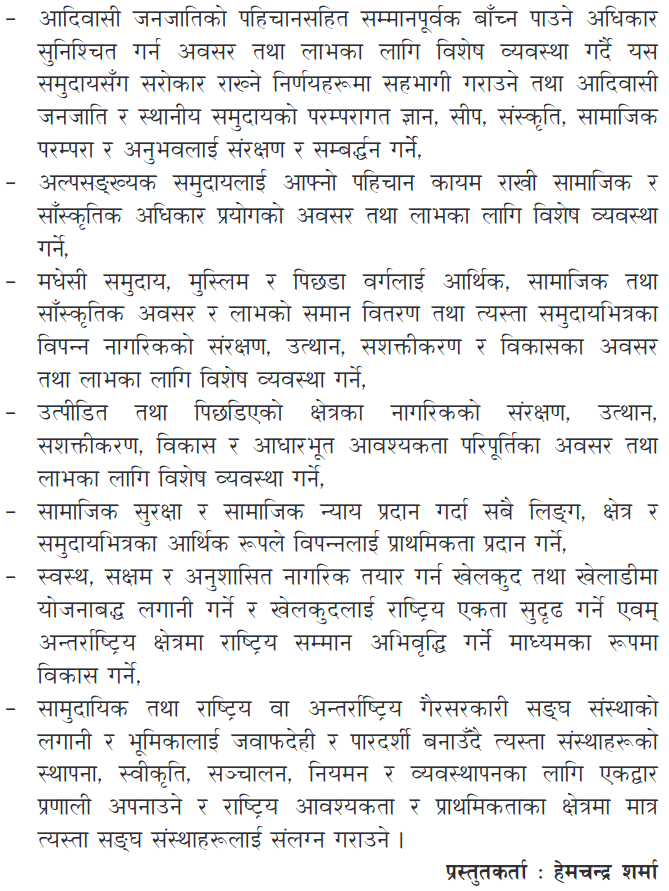 – आदिवासी जनजातिको पहिचानसहित सम्मानपूर्वक बाँच्न पाउने अधिकार
सुनिश्चित गर्न अवसर तथा लाभका लागि विशेष व्यवस्था गर्दै यस
समुदायसँग सरोकार राख्ने निर्णयहरूमा सहभागी गराउने तथा आदिवासी
जनजाति र स्थानीय समुदायको परम्परागत ज्ञान, सीप, संस्कृति, सामाजिक
परम्परा र अनुभवलाई संरक्षण र सम्बर्द्धन गर्ने,
– अल्पसङ्ख्यक समुदायलाई आफ्नो पहिचान कायम राखी सामाजिक र
साँस्कृतिक अधिकार प्रयोगको अवसर तथा लाभका लागि विशेष व्यवस्था
गर्ने,
– मधेसी समुदाय, मुस्लिम र पिछडा वर्गलाई आर्थिक, सामाजिक तथा
साँस्कृतिक अवसर र लाभको समान वितरण तथा त्यस्ता समुदायभित्रका
विपन्न नागरिकको संरक्षण, उत्थान, सशक्तीकरण र विकासका अवसर
तथा लाभका लागि विशेष व्यवस्था गर्ने,
– उत्पीडित तथा पिछडिएको क्षेत्रका नागरिकको संरक्षण, उत्थान,
सशक्तीकरण, विकास र आधारभूत आवश्यकता परिपूर्तिका अवसर तथा
लाभका लागि विशेष व्यवस्था गर्ने,
– सामाजिक सुरक्षा र सामाजिक न्याय प्रदान गर्दा सबै लिङ्ग, क्षेत्र र
समुदायभित्रका आर्थिक रूपले विपन्नलाई प्राथमिकता प्रदान गर्ने,
– स्वस्थ, सक्षम र अनुशासित नागरिक तयार गर्न खेलकुद तथा खेलाडीमा
योजनाबद्ध लगानी गर्ने र खेलकुदलाई राष्ट्रिय एकता सुदृढ गर्ने एवम्
अन्तर्राष्ट्रिय क्षेत्रमा राष्ट्रिय सम्मान अभिवृद्धि गर्ने माध्यमका रूपमा
विकास गर्ने,
– सामुदायिक तथा राष्ट्रिय वा अन्तर्राष्ट्रिय गैरसरकारी सङ्घ संस्थाको
लगानी र भूमिकालाई जवाफदेही र पारदर्शी बनाउँदै त्यस्ता संस्थाहरूको
स्थापना, स्वीकृति, सञ्चालन, नियमन र व्यवस्थापनका लागि एकद्वार
प्रणाली अपनाउने र राष्ट्रिय आवश्यकता र प्राथमिकताका क्षेत्रमा मात्र
त्यस्ता सङ्घ संस्थाहरूलाई संलग्न गराउने ।
प्रस्तुतकर्ता : हेमचन्द्र शर्मा